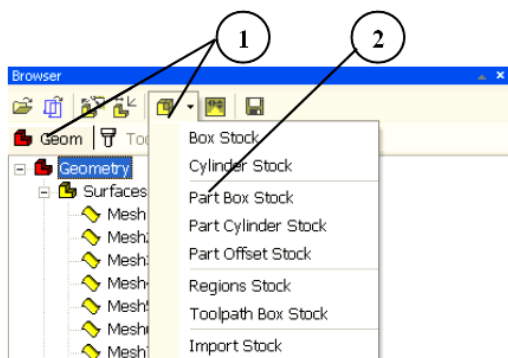 1
2
Browser
Geom
Geometry
Surfaces
Mesh
Mesh
Mesh
Mesh
Mesh
Mesh
Mesh
Box Stock
Cylinder Stock
Part Box Stock
Part Cylinder Stock
Part Offset Stock
Regions Stock
Toolpath Box Stock
Import Stock